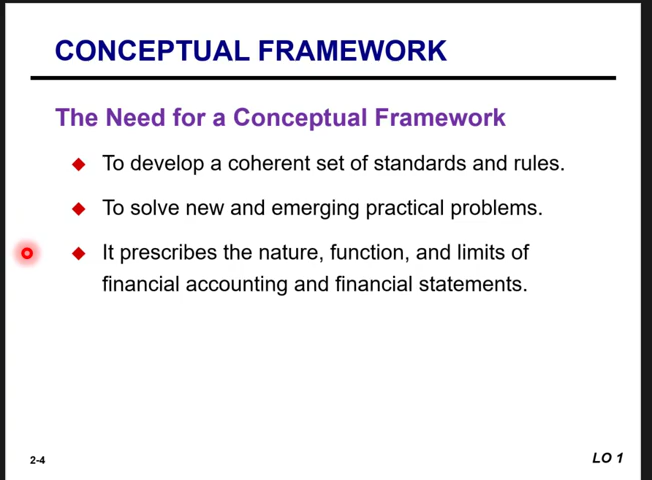 CONCEPTUAL FRAMEWORK
The Need for a Conceptual Framework
To develop a coherent set of standards and rules.
To solve new and emerging practical problems.
It prescribes the nature, function, and limits of
financial accounting and financial statements.
2-4
LO 1